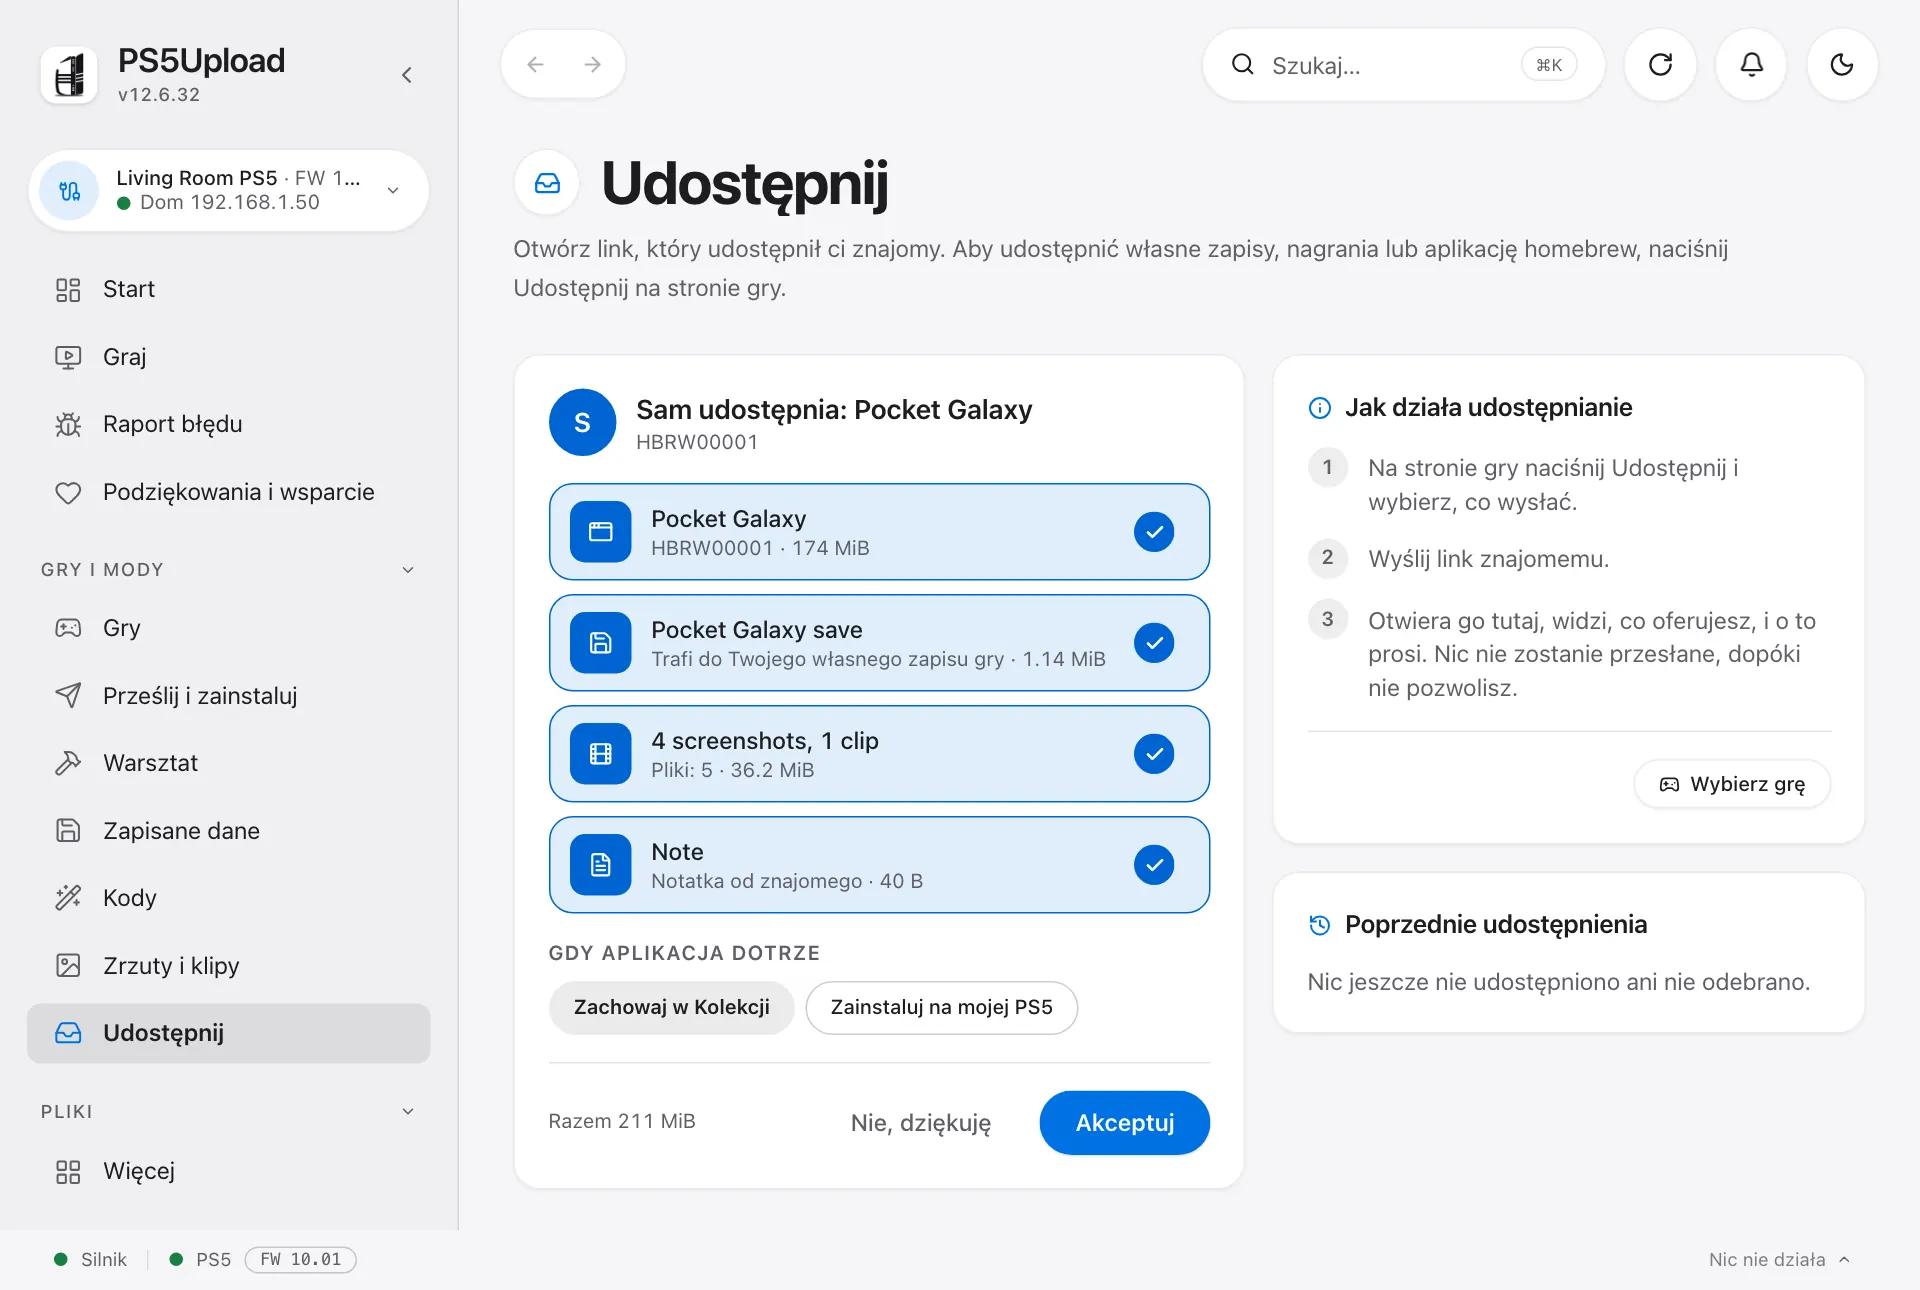 PS5Upload
v12.6.32
Living Room PS5 · FW 1...
Dom 192.168.1.50
Start
Graj
Raport błędu
Podziękowania i wsparcie
GRY I MODY
Gry
Prześlij i zainstaluj
Warsztat
Zapisane dane
Kody
Zrzuty i klipy
Udostępnij
PLIKI
Więcej
Szukaj...
⌘K
Udostępnij
Otwórz link, który udostępnił ci znajomy. Aby udostępnić własne zapisy, nagrania lub aplikację homebrew, naciśnij
Udostępnij na stronie gry.
S
Sam udostępnia: Pocket Galaxy
HBRW00001
Pocket Galaxy
HBRW00001 · 174 MiB
Pocket Galaxy save
Trafi do Twojego własnego zapisu gry · 1.14 MiB
4 screenshots, 1 clip
Pliki: 5 · 36.2 MiB
Note
Notatka od znajomego · 40 B
GDY APLIKACJA DOTRZE
Zachowaj w Kolekcji
Zainstaluj na mojej PS5
Razem 211 MiB
Nie, dziękuję
Akceptuj
Jak działa udostępnianie
1
Na stronie gry naciśnij Udostępnij i
wybierz, co wysłać.
2
Wyślij link znajomemu.
3
Otwiera go tutaj, widzi, co oferujesz, i o to
prosi. Nic nie zostanie przesłane, dopóki
nie pozwolisz.
Wybierz grę
Poprzednie udostępnienia
Nic jeszcze nie udostępniono ani nie odebrano.
Silnik
PS5
FW 10.01
Nic nie działa